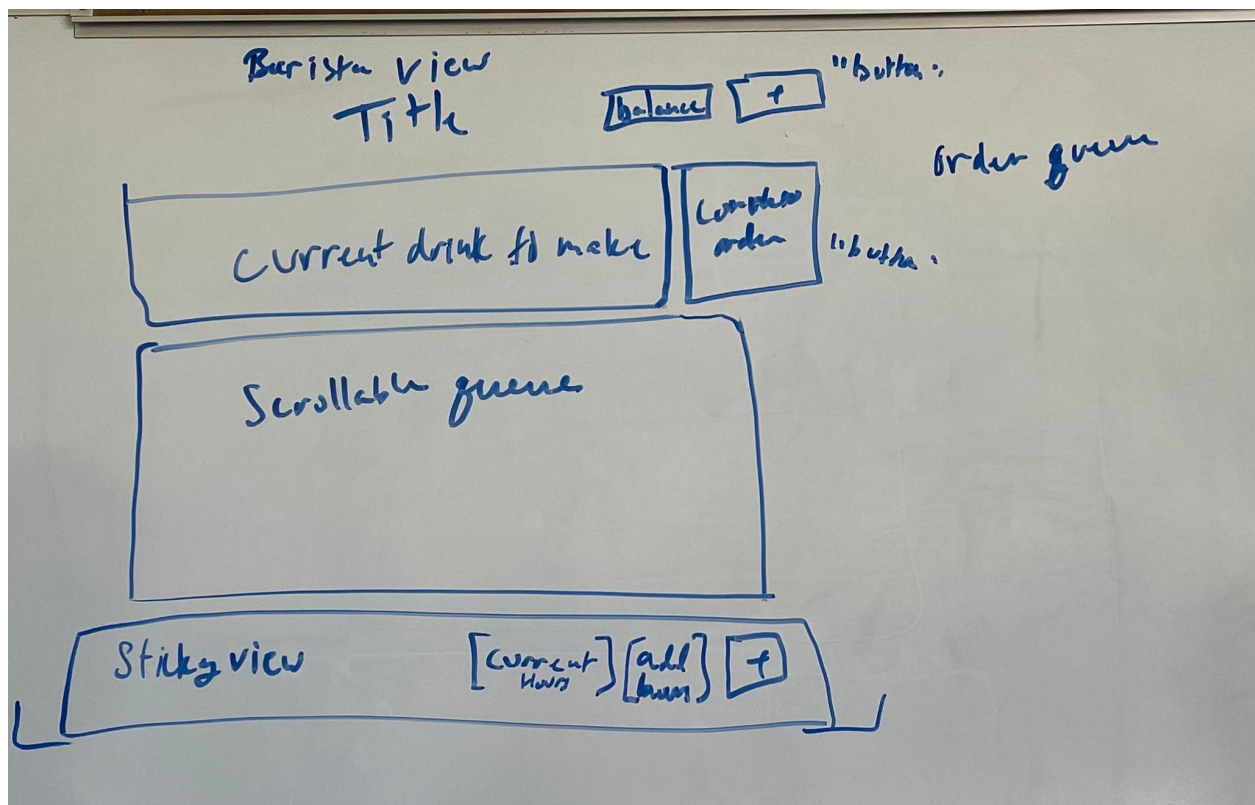 Barista view
Title
balance
+
"button.
order queue
Current drink to make
Complete
order
"button.
Scrollable queue
Sticky view
[Current
Hours]
[add
hours]
+